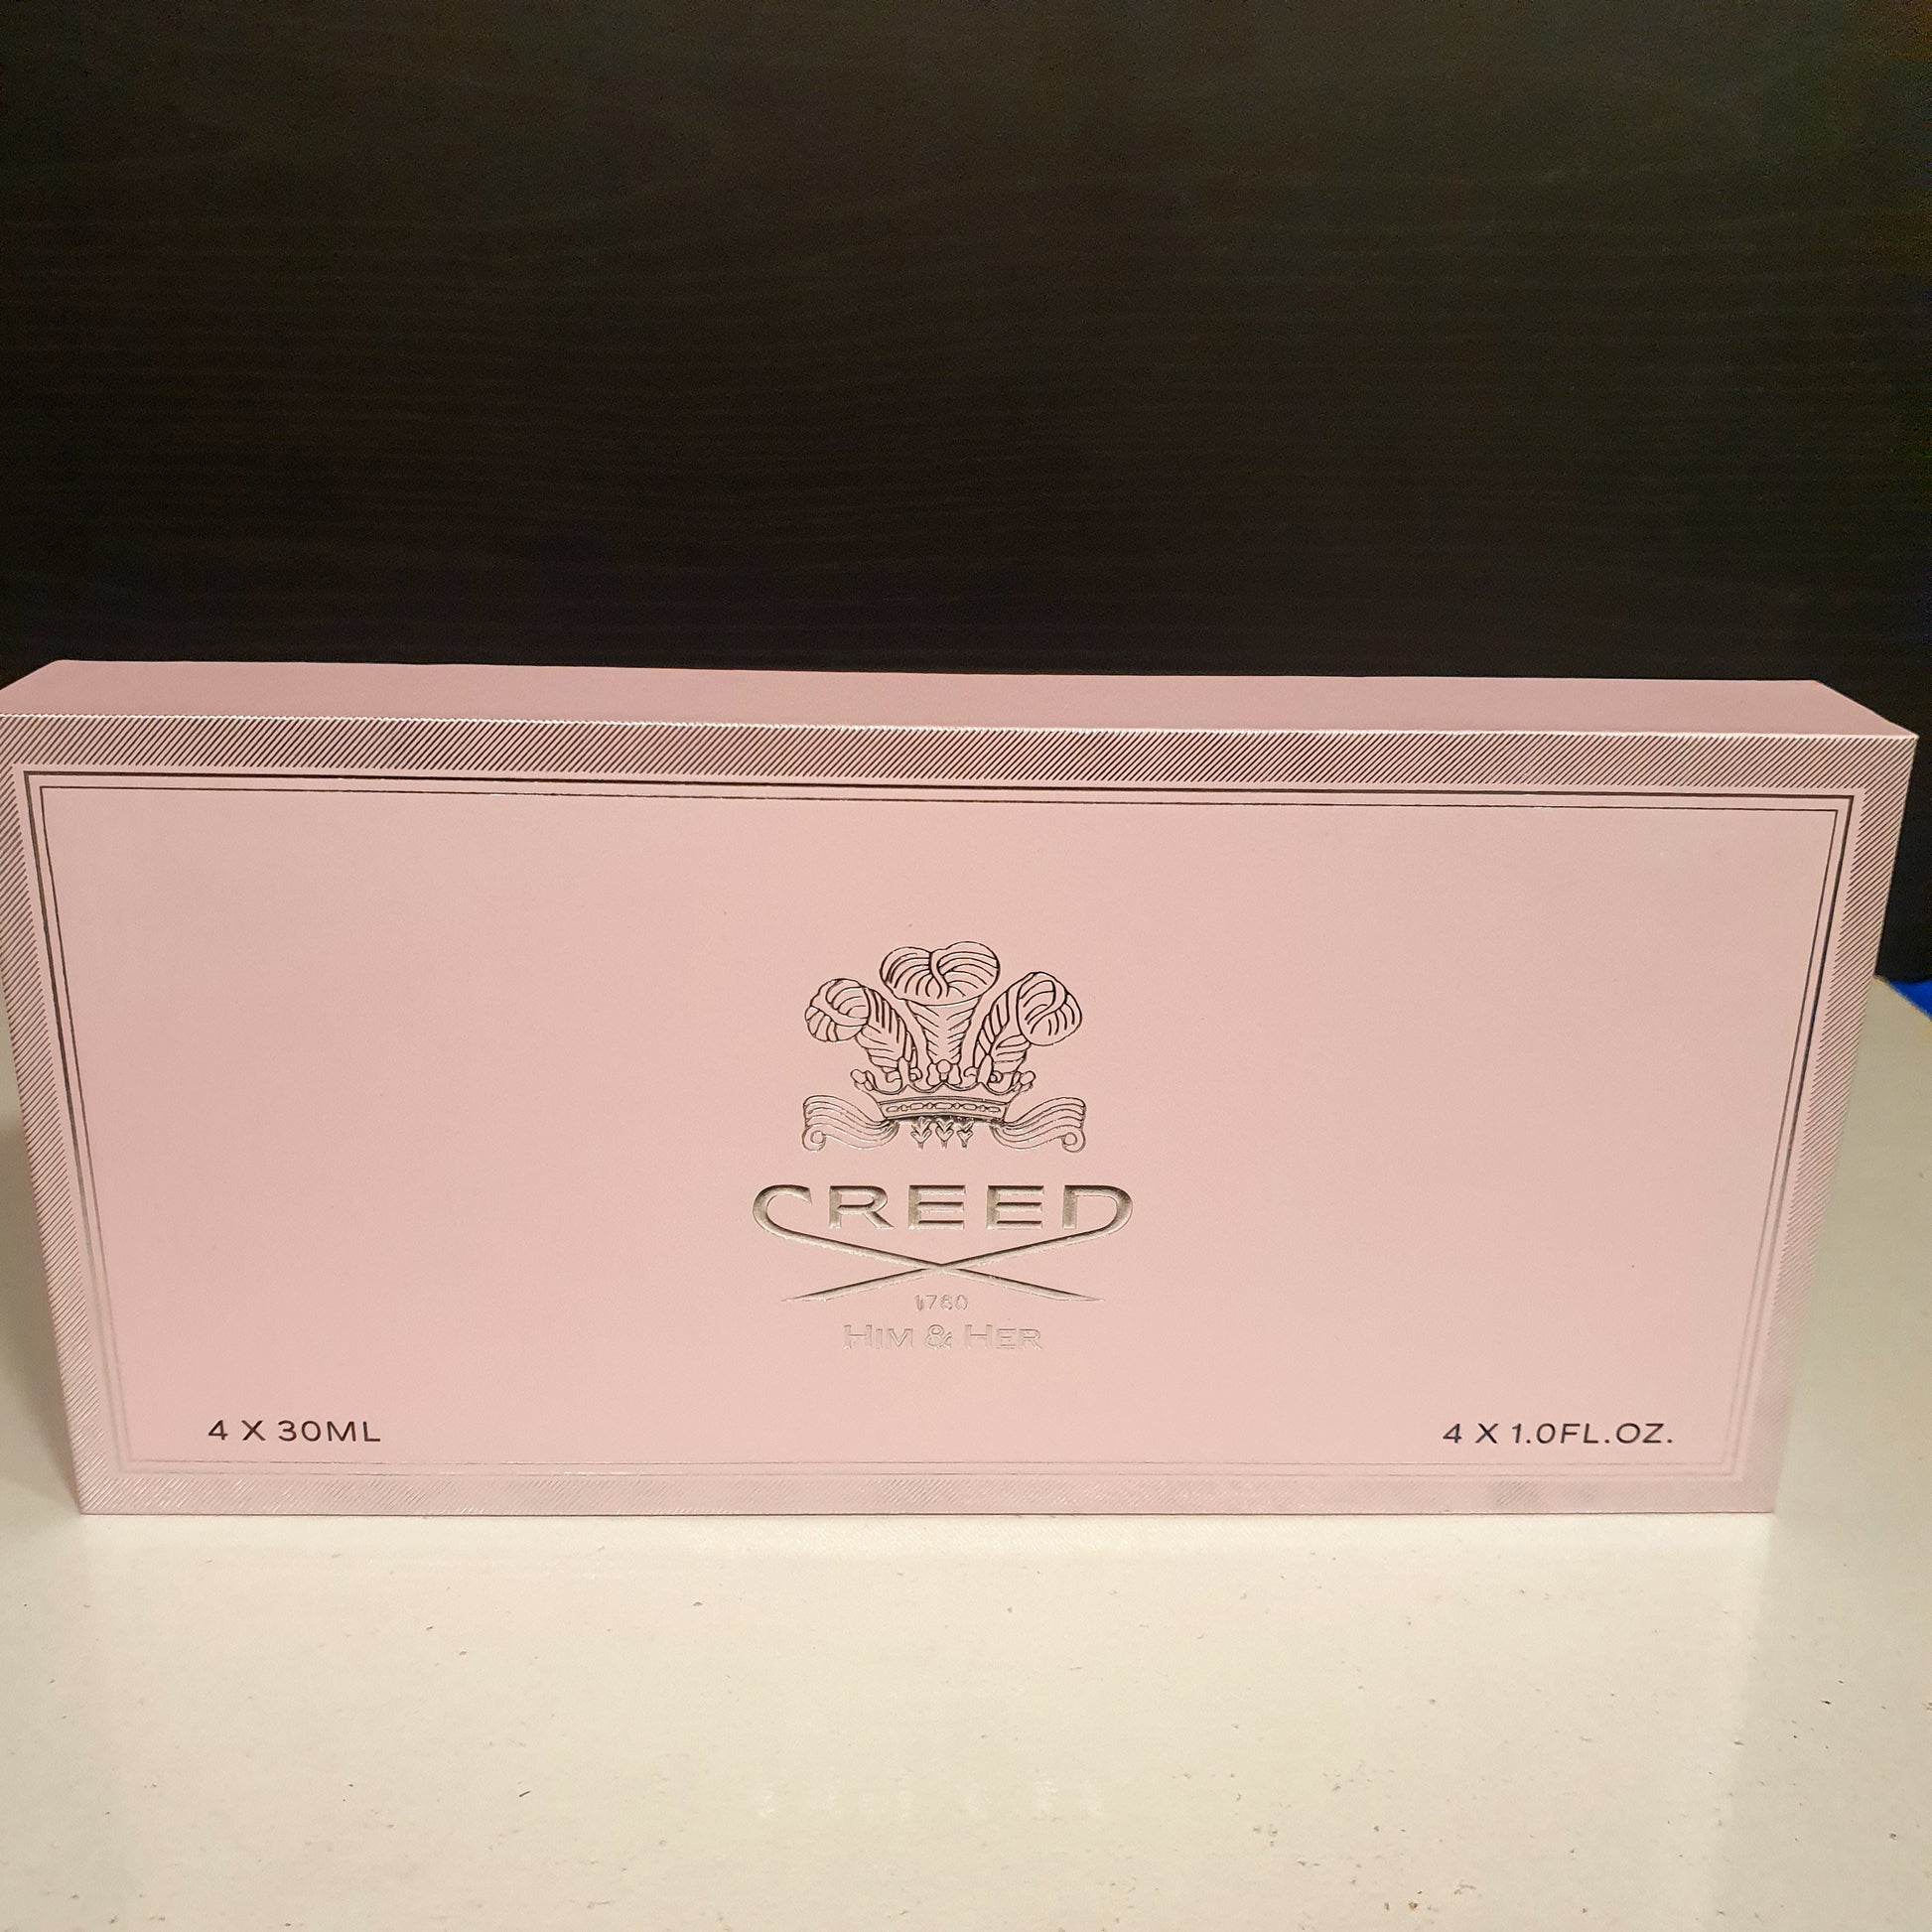 CREED
1760
HIM & HER
4 X 30ML
4 X 1.0FL.OZ.